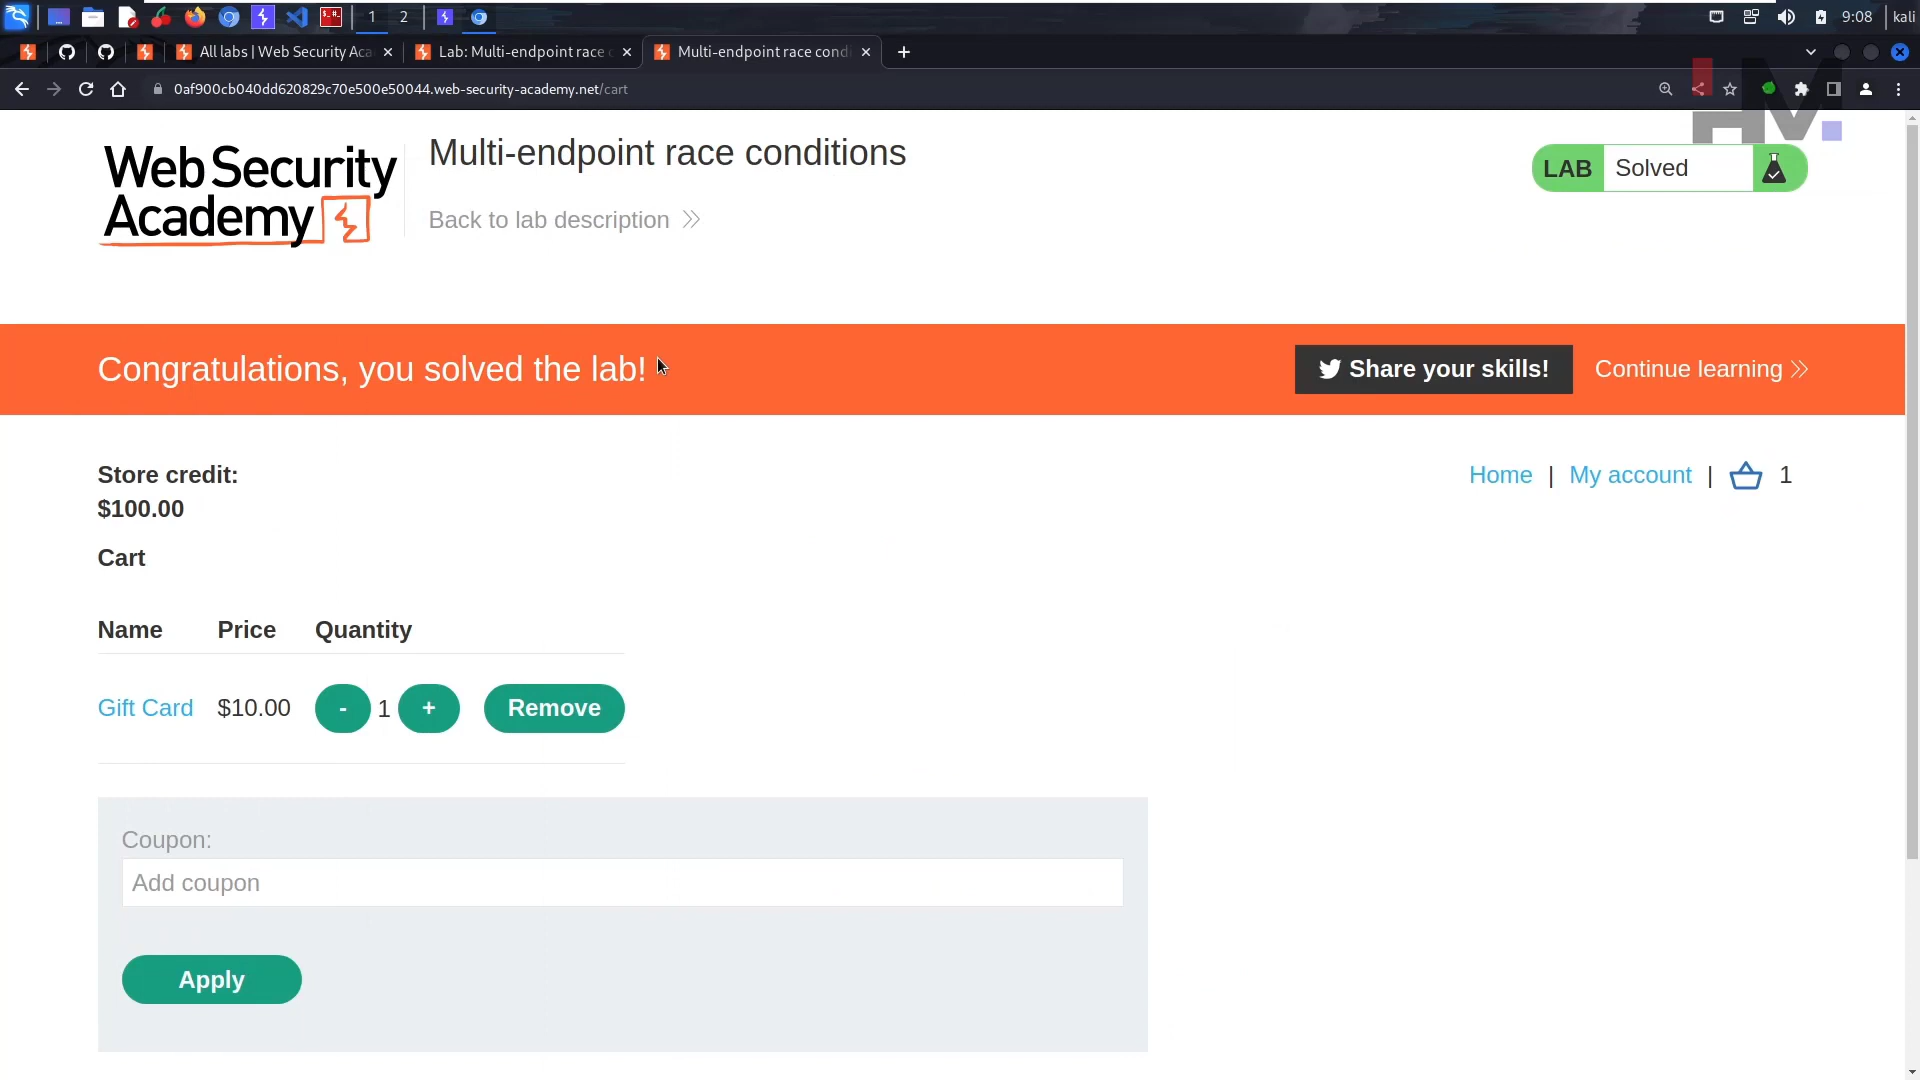 1
2
9:08
kali
All labs | Web Security Aca
Lab: Multi-endpoint race c
Multi-endpoint race condi
0af900cb040dd620829c70e500e50044.web-security-academy.net/cart
HM
Web Security
Academy
Multi-endpoint race conditions
Back to lab description
LAB
Solved
Congratulations, you solved the lab!
Share your skills!
Continue learning
Store credit:
$100.00
Home | My account | 1
Cart
Name Price Quantity
Gift Card $10.00 - 1 + Remove
Coupon:
Add coupon
Apply